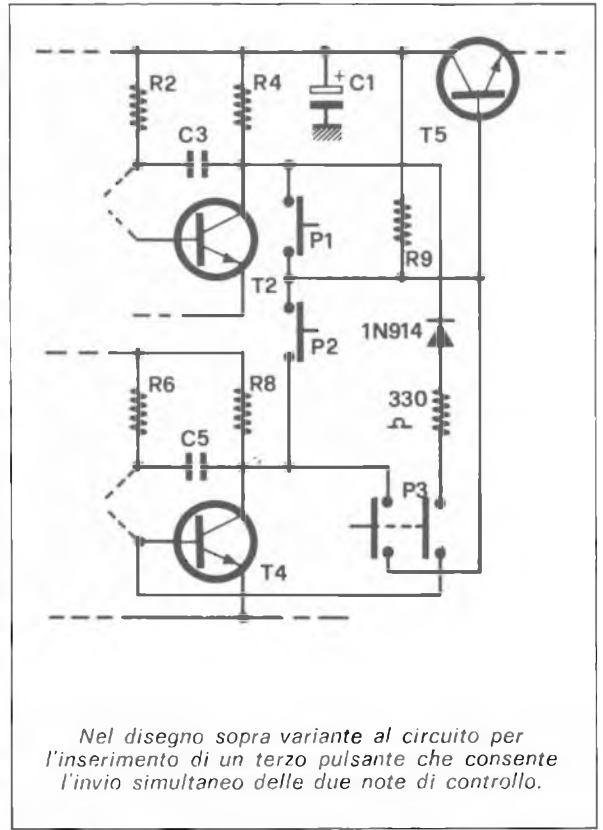 R2
R4
+
C1
C3
T5
P1
R9
T2
P2
1N914
R6
R8
330
C5
P3
T4
Nel disegno sopra variante al circuito per
l'inserimento di un terzo pulsante che consente
l'invio simultaneo delle due note di controllo.